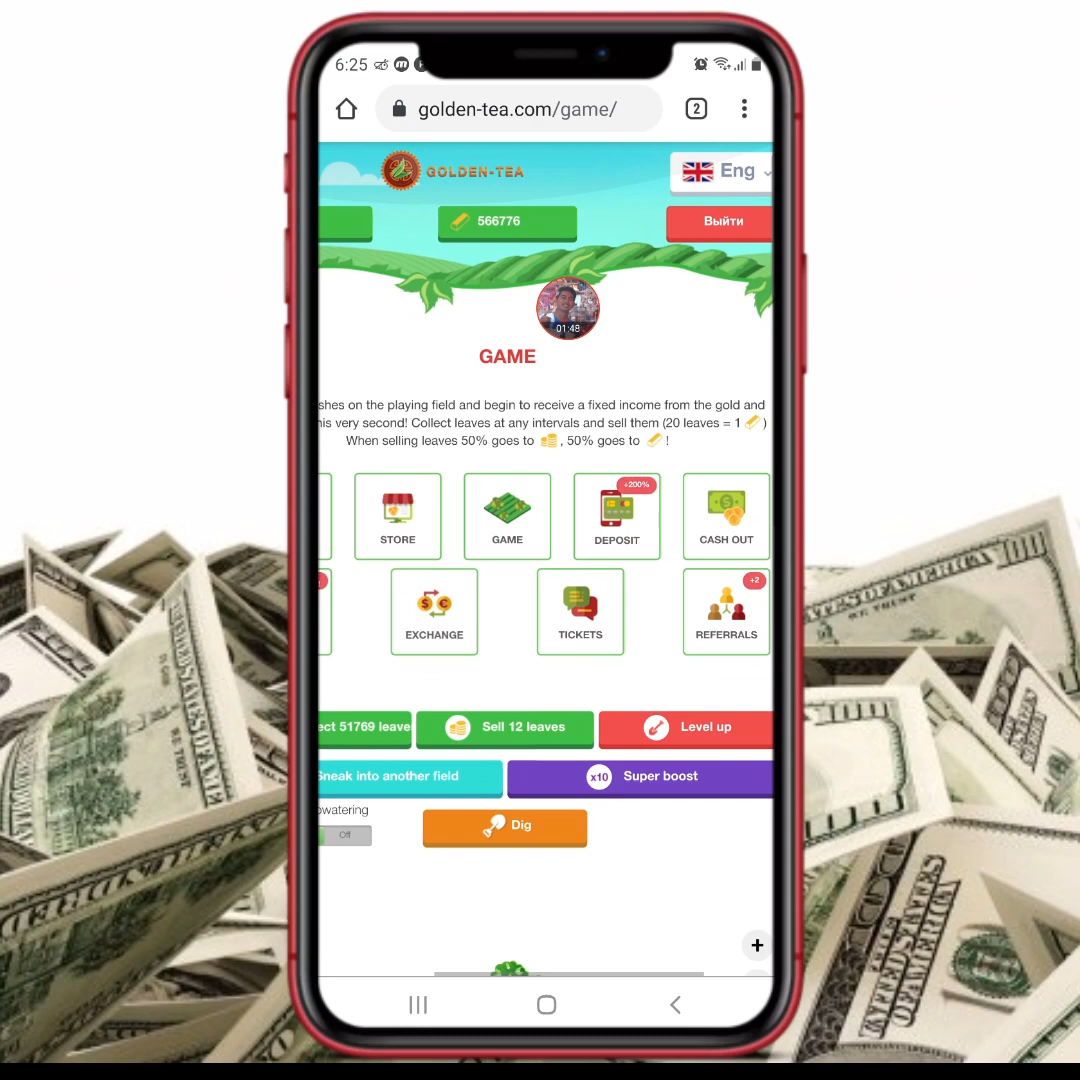 6:25
2
golden-tea.com/game/
GOLDEN-TEA
Eng
566776
Выйти
01:48
GAME
shes on the playing field and begin to receive a fixed income from the gold and
his very second! Collect leaves at any intervals and sell them (20 leaves = 1 )
When selling leaves 50% goes to , 50% goes to !
+200%
STORE
GAME
DEPOSIT
CASH OUT
+2
EXCHANGE
TICKETS
REFERRALS
ect 51769 leave
Sell 12 leaves
Level up
Sneak into another field
x10 Super boost
owatering
Off
Dig
+